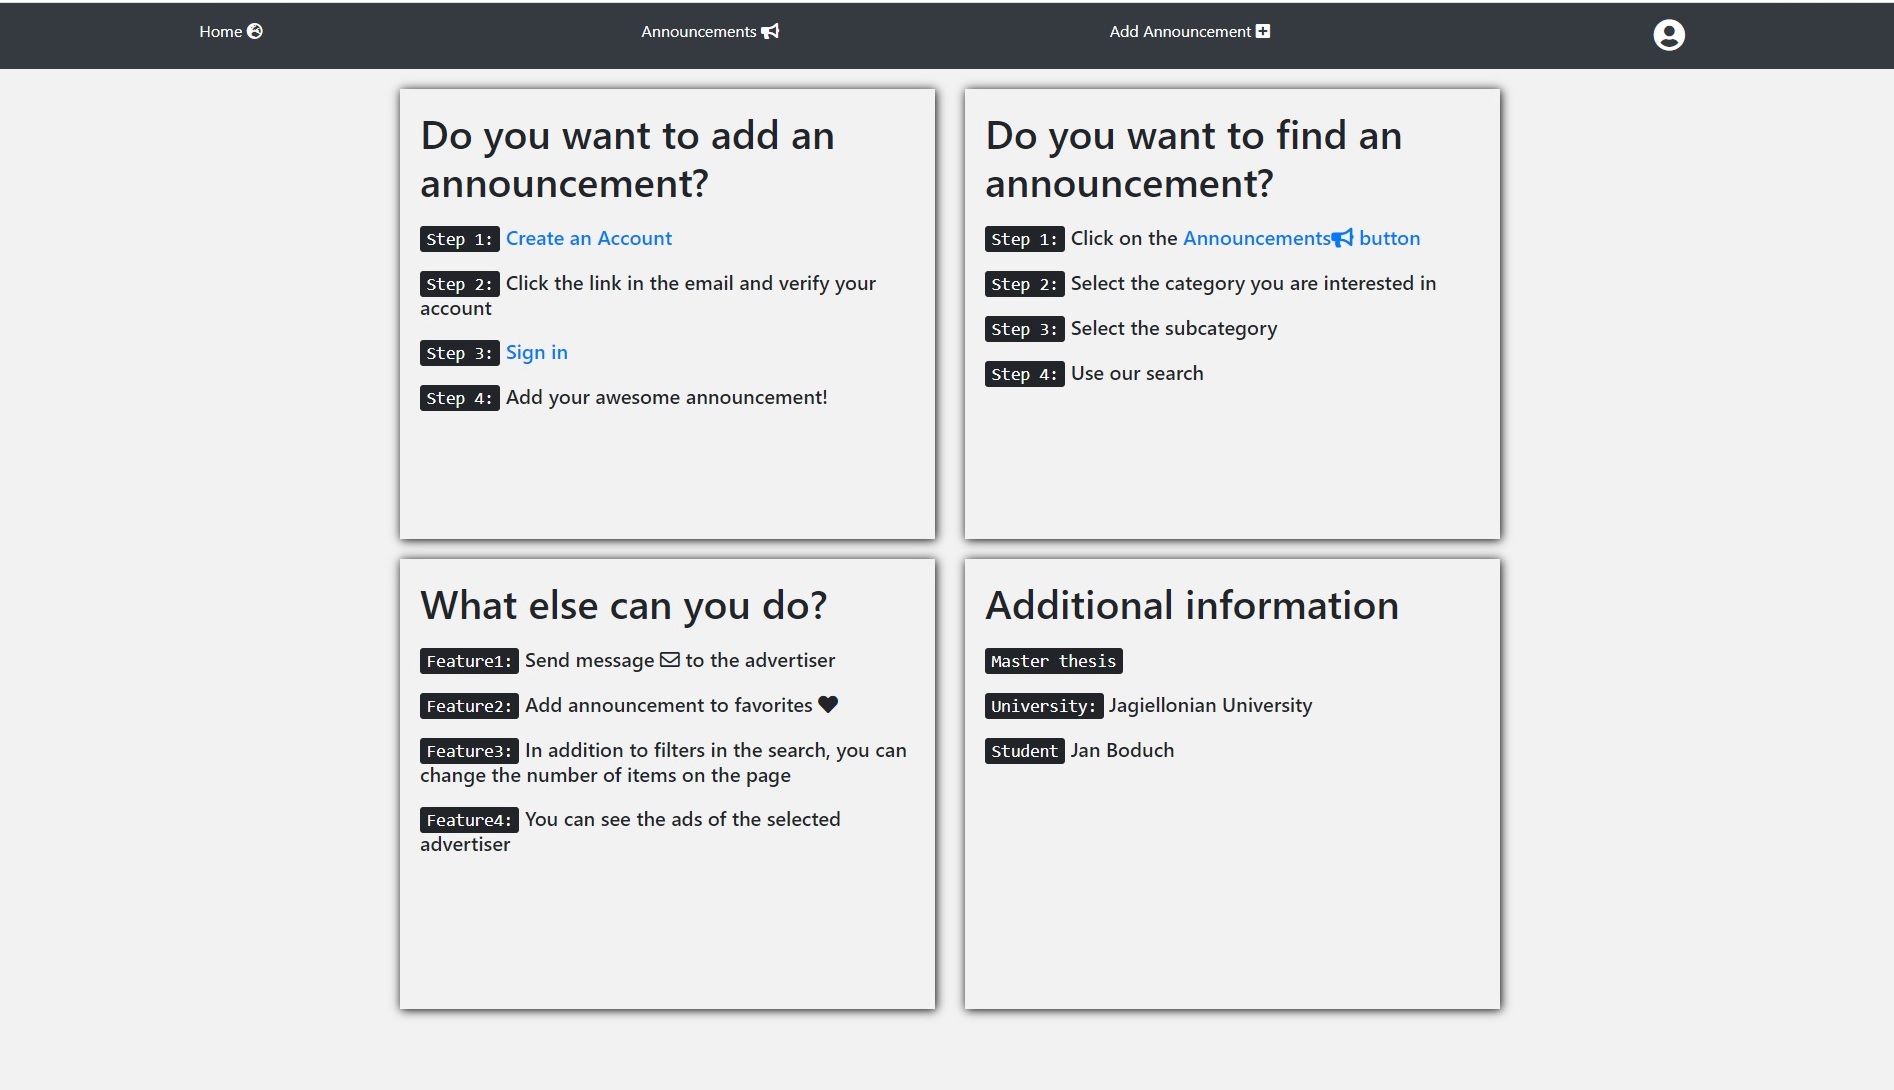 Home
Announcements
Add Announcement
Do you want to add an
announcement?
Step 1: Create an Account
Step 2: Click the link in the email and verify your
account
Step 3: Sign in
Step 4: Add your awesome announcement!
Do you want to find an
announcement?
Step 1: Click on the Announcements button
Step 2: Select the category you are interested in
Step 3: Select the subcategory
Step 4: Use our search
What else can you do?
Feature1: Send message to the advertiser
Feature2: Add announcement to favorites
Feature3: In addition to filters in the search, you can
change the number of items on the page
Feature4: You can see the ads of the selected
advertiser
Additional information
Master thesis
University: Jagiellonian University
Student Jan Boduch